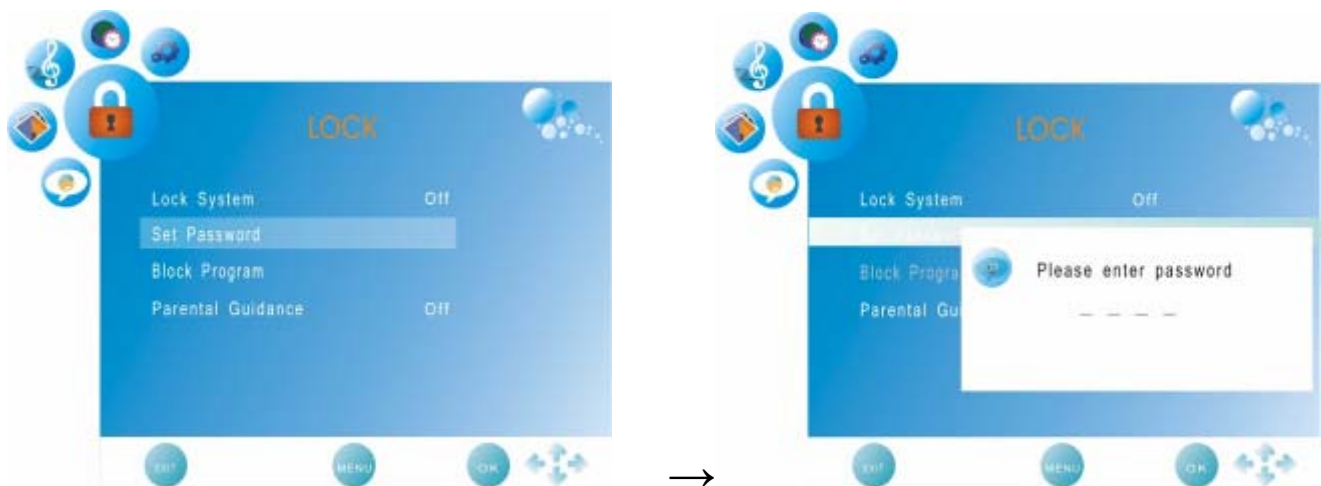 LOCK
Lock System Off
Set Password
Block Program
Parental Guidance Off
EXIT MENU OK
→
LOCK
Lock System Off
Block Progra
Please enter password
Parental Gu
_ _ _ _
EXIT MENU OK